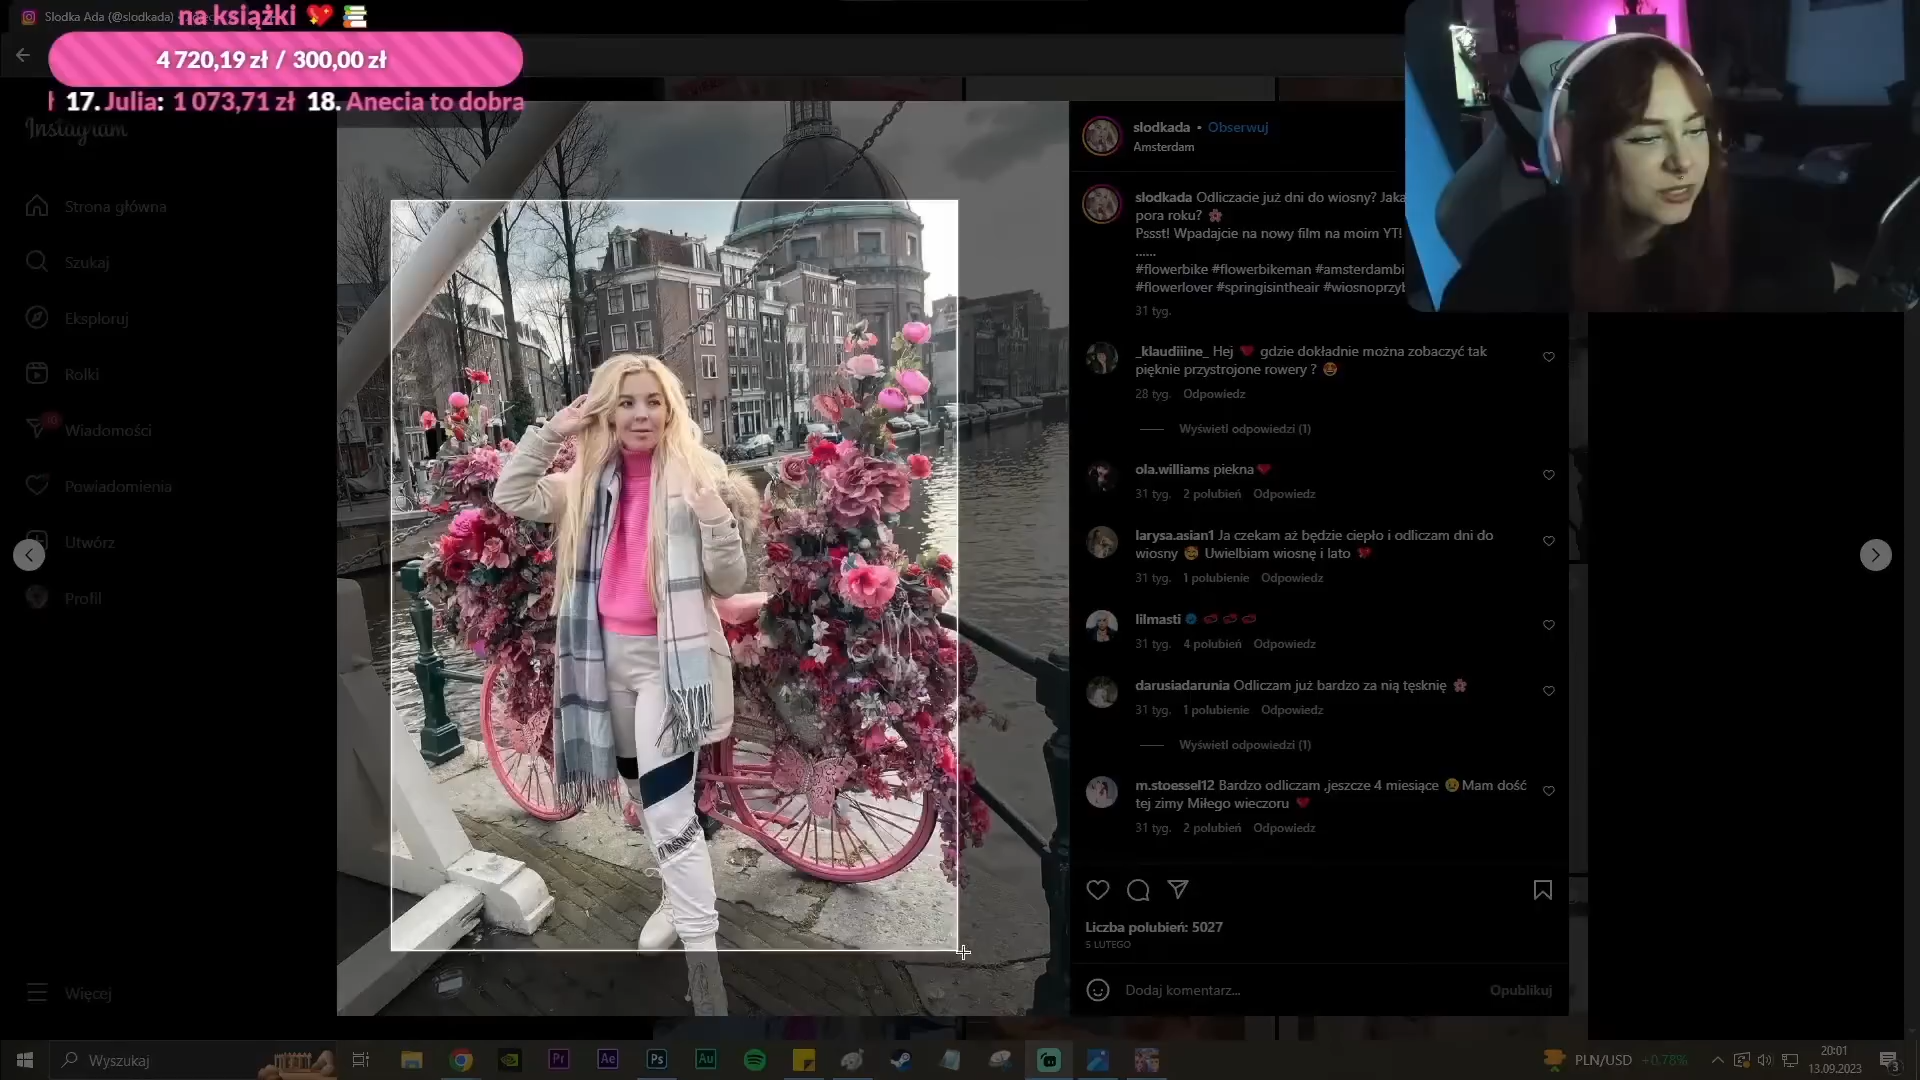 Slodka Ada (@slodkada)
na książki
4 720,19 zł / 300,00 zł
17. Julia: 1 073,71 zł 18. Anecia to dobra
Instagram
Strona główna
Szukaj
Eksploruj
Rolki
10
Wiadomości
Powiadomienia
Utwórz
Profil
Więcej
slodkada • Obserwuj
Amsterdam
slodkada Odliczacie już dni do wiosny? Jaka
pora roku? 🌸
Pssst! Wpadajcie na nowy film na moim YT!
......
#flowerbike #flowerbikeman #amsterdambi
#flowerlover #springisintheair #wiosnoprzyb
31 tyg.
_klaudiiine_ Hej ❤️ gdzie dokładnie można zobaczyć tak
pięknie przystrojone rowery ? 🤩
28 tyg. Odpowiedz
Wyświetl odpowiedzi (1)
ola.williams piekna❤️
31 tyg. 2 polubień Odpowiedz
larysa.asian1 Ja czekam aż będzie ciepło i odliczam dni do
wiosny 🤩 Uwielbiam wiosnę i lato 💖
31 tyg. 1 polubienie Odpowiedz
lilmasti
31 tyg. 4 polubień Odpowiedz
darusiadarunia Odliczam już bardzo za nią tęsknię 🌸
31 tyg. 1 polubienie Odpowiedz
Wyświetl odpowiedzi (1)
m.stoessel12 Bardzo odliczam ,jeszcze 4 miesiące 😢Mam dość
tej zimy Miłego wieczoru ❤️
31 tyg. 2 polubień Odpowiedz
Liczba polubień: 5027
5 LUTEGO
Dodaj komentarz...
Opublikuj
Wyszukaj
Pr
Ae
Ps
Au
PLN/USD +0.78%
20:01
13.09.2023
3